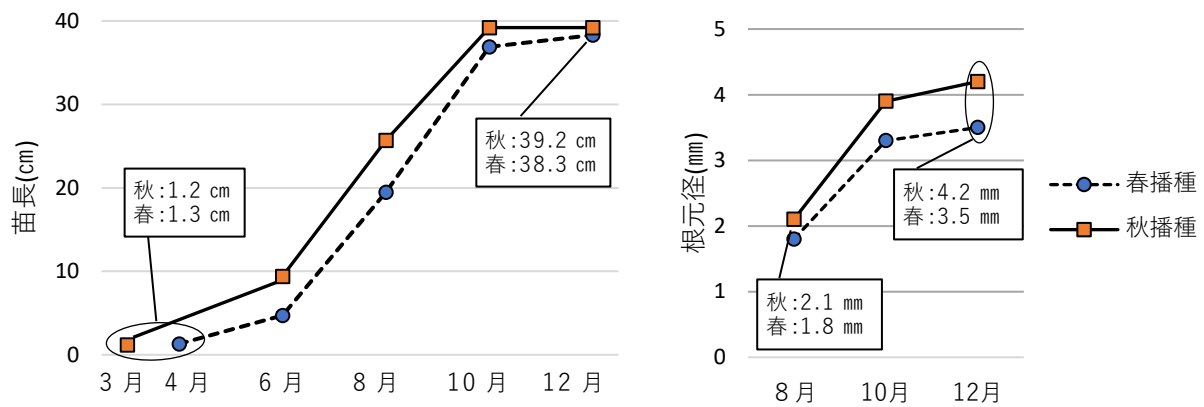 40
30
20
10
0
苗長(㎝)
3 月
4 月
6 月
8 月
10 月
12 月
秋:1.2 ㎝
春:1.3 ㎝
秋:39.2 ㎝
春:38.3 ㎝
5
4
3
2
1
0
根元径(㎜)
8 月
10月
12月
秋:2.1 ㎜
春:1.8 ㎜
秋:4.2 ㎜
春:3.5 ㎜
春播種
秋播種